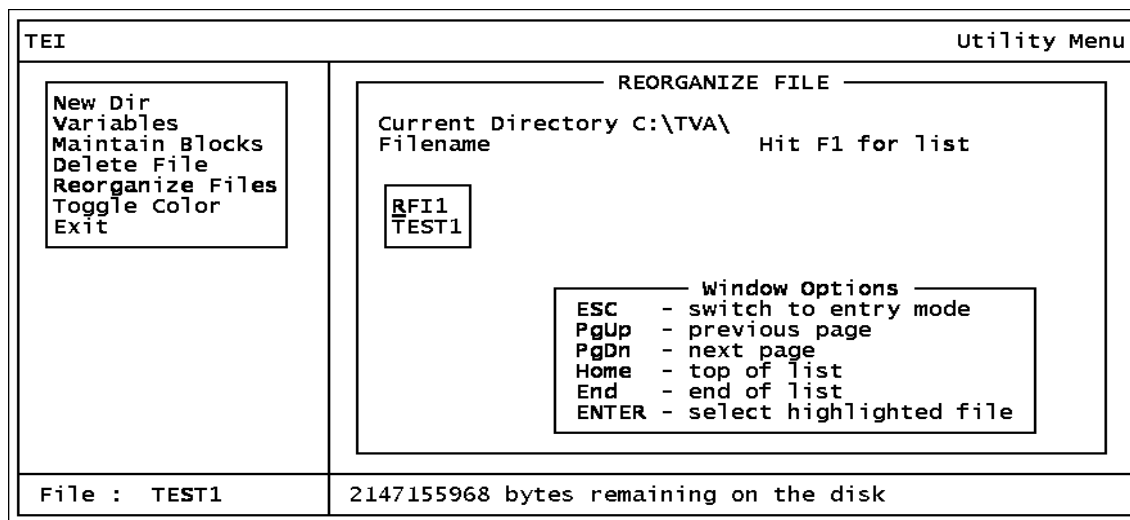 TEI
Utility Menu
New Dir
Variables
Maintain Blocks
Delete File
Reorganize Files
Toggle Color
Exit
REORGANIZE FILE
Current Directory C:\TVA\
Filename Hit F1 for list
RFI1
TEST1
Window Options
ESC - switch to entry mode
PgUp - previous page
PgDn - next page
Home - top of list
End - end of list
ENTER - select highlighted file
File : TEST1
2147155968 bytes remaining on the disk